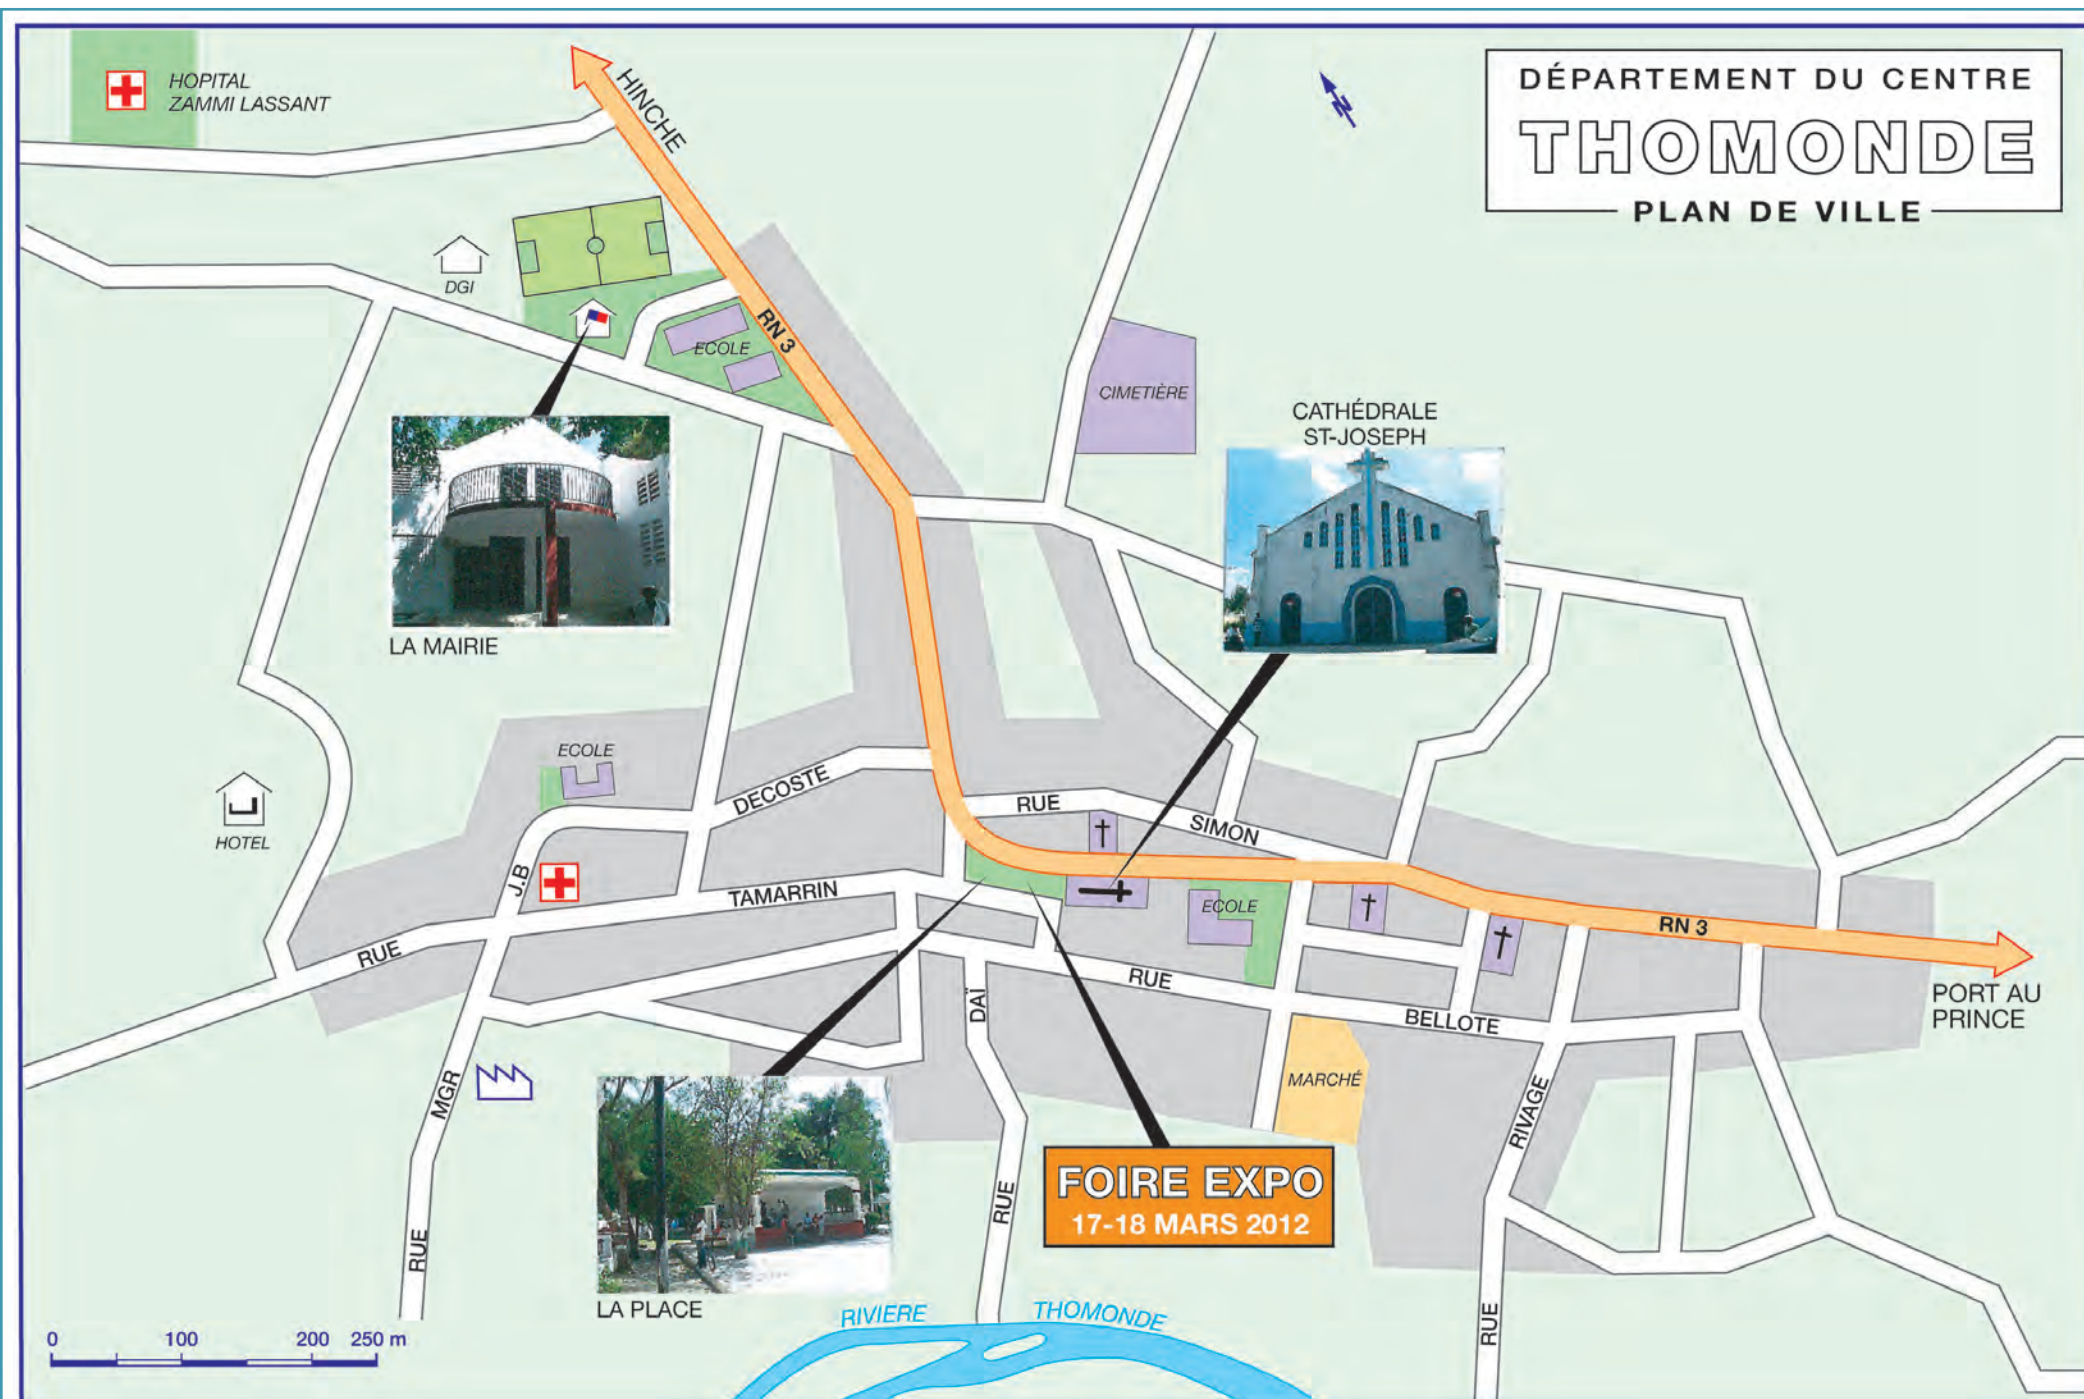 HOPITAL
ZAMMI LASSANT
HINCHE
N
DÉPARTEMENT DU CENTRE
THOMONDE
PLAN DE VILLE
DGI
RN 3
ECOLE
CIMETIÈRE
CATHÉDRALE
ST-JOSEPH
LA MAIRIE
ECOLE
HOTEL
J.B
DECOSTE
RUE
SIMON
TAMARRIN
RUE
ECOLE
RN 3
PORT AU
PRINCE
RUE
BELLOTE
DAÏ
MGR
MARCHÉ
RIVAGE
RUE
RUE
FOIRE EXPO
17-18 MARS 2012
LA PLACE
RIVIERE
THOMONDE
RUE
0 100 200 250 m